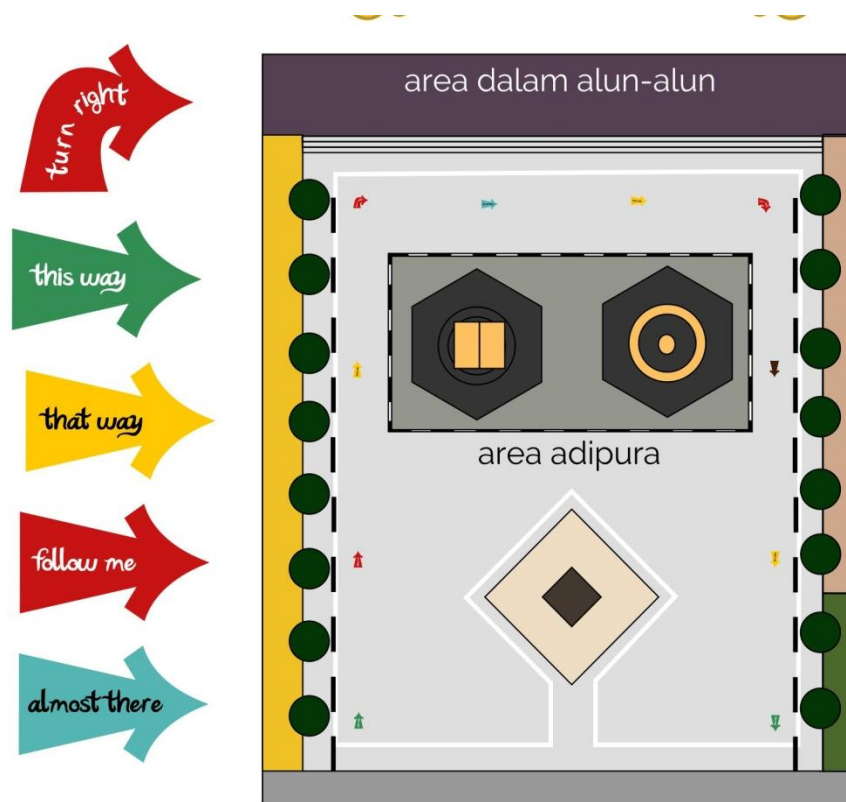 turn right
this way
that way
follow me
almost there
area dalam alun-alun
area adipura